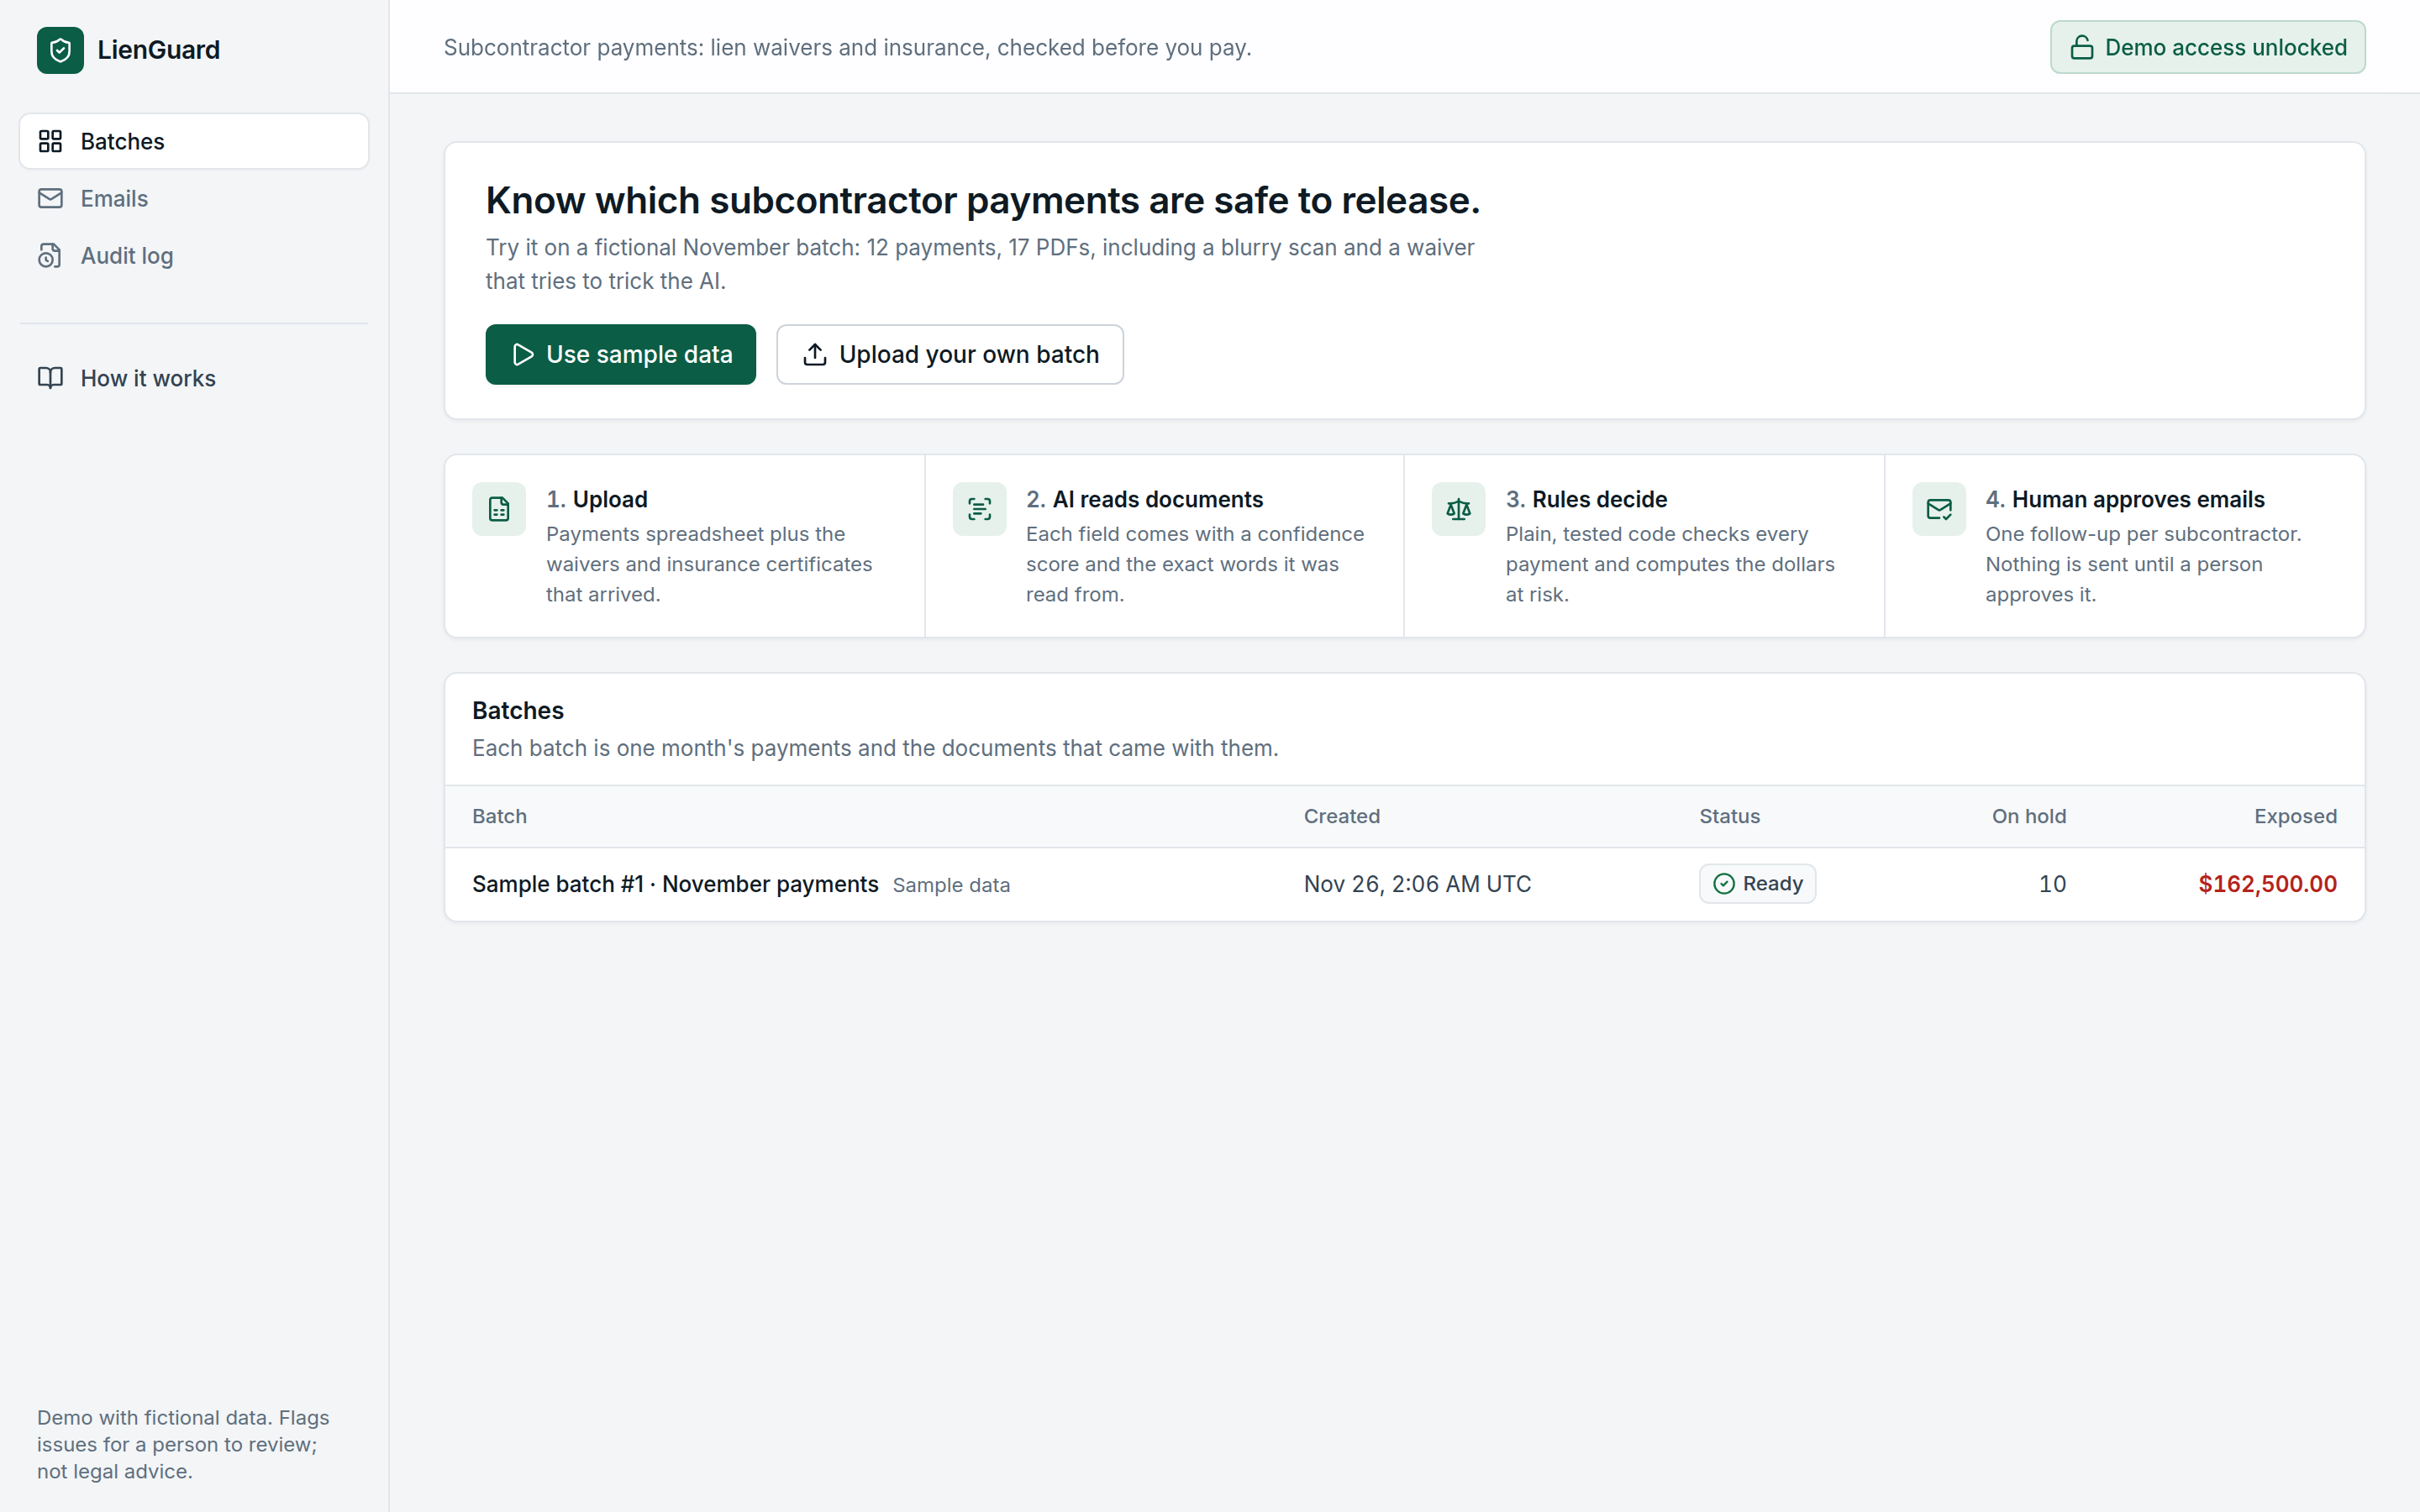 LienGuard
Batches
Emails
Audit log
How it works
Demo with fictional data. Flags
issues for a person to review;
not legal advice.
Subcontractor payments: lien waivers and insurance, checked before you pay.
Demo access unlocked
Know which subcontractor payments are safe to release.
Try it on a fictional November batch: 12 payments, 17 PDFs, including a blurry scan and a waiver
that tries to trick the AI.
Use sample data
Upload your own batch
1. Upload
Payments spreadsheet plus the
waivers and insurance certificates
that arrived.
2. AI reads documents
Each field comes with a confidence
score and the exact words it was
read from.
3. Rules decide
Plain, tested code checks every
payment and computes the dollars
at risk.
4. Human approves emails
One follow-up per subcontractor.
Nothing is sent until a person
approves it.
Batches
Each batch is one month's payments and the documents that came with them.
Batch Created Status On hold Exposed
Sample batch #1 · November payments Sample data Nov 26, 2:06 AM UTC Ready 10 $162,500.00